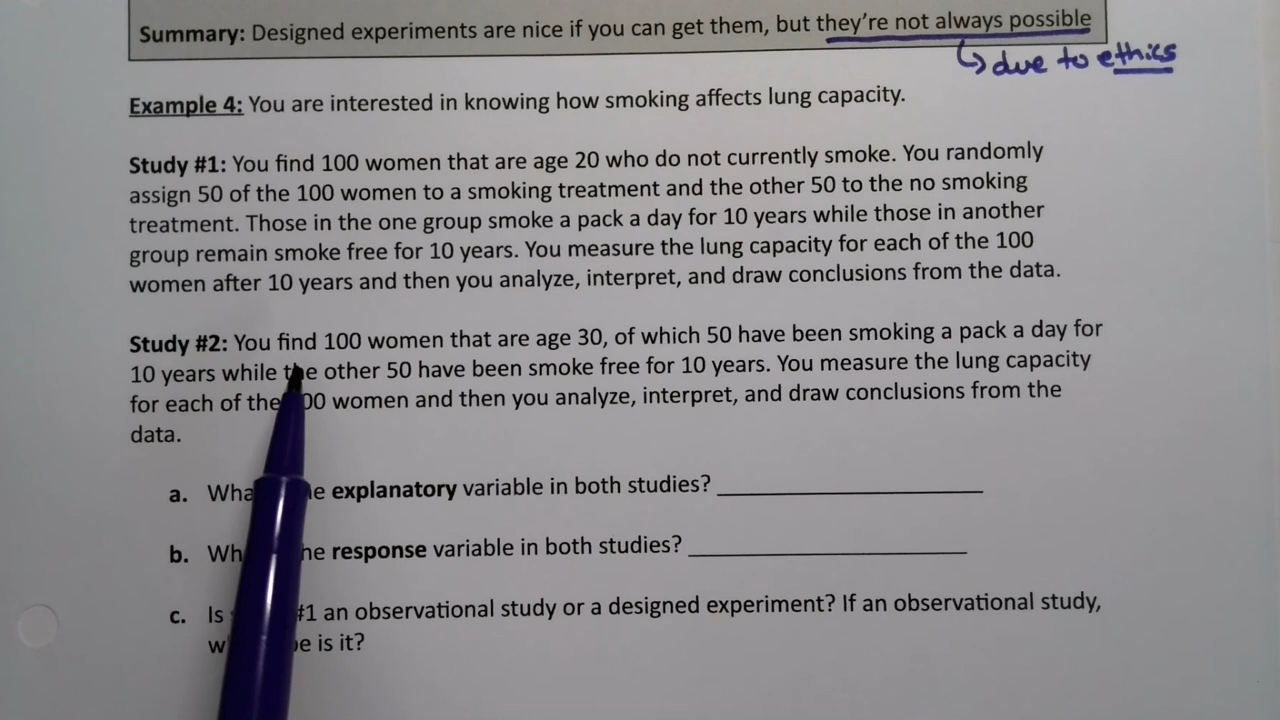 Summary: Designed experiments are nice if you can get them, but they're not always possible
↳ due to ethics
Example 4: You are interested in knowing how smoking affects lung capacity.
Study #1: You find 100 women that are age 20 who do not currently smoke. You randomly
assign 50 of the 100 women to a smoking treatment and the other 50 to the no smoking
treatment. Those in the one group smoke a pack a day for 10 years while those in another
group remain smoke free for 10 years. You measure the lung capacity for each of the 100
women after 10 years and then you analyze, interpret, and draw conclusions from the data.
Study #2: You find 100 women that are age 30, of which 50 have been smoking a pack a day for
10 years while the other 50 have been smoke free for 10 years. You measure the lung capacity
for each of the 00 women and then you analyze, interpret, and draw conclusions from the
data.
a. Wha e explanatory variable in both studies?
b. Wh he response variable in both studies?
c. Is #1 an observational study or a designed experiment? If an observational study,
is it?